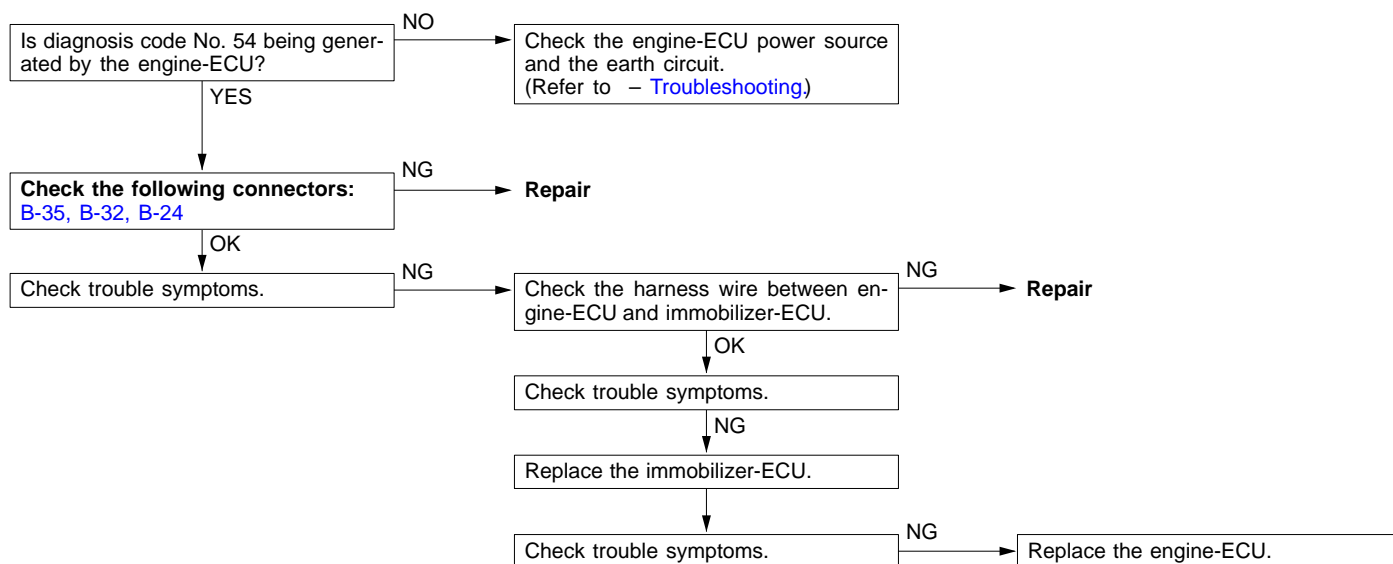 Is diagnosis code No. 54 being gener-
ated by the engine-ECU?
NO
Check the engine-ECU power source
and the earth circuit.
(Refer to – Troubleshooting.)
YES
Check the following connectors:
B-35, B-32, B-24
NG
Repair
OK
Check trouble symptoms.
NG
Check the harness wire between en-
gine-ECU and immobilizer-ECU.
NG
Repair
OK
Check trouble symptoms.
NG
Replace the immobilizer-ECU.
Check trouble symptoms.
NG
Replace the engine-ECU.